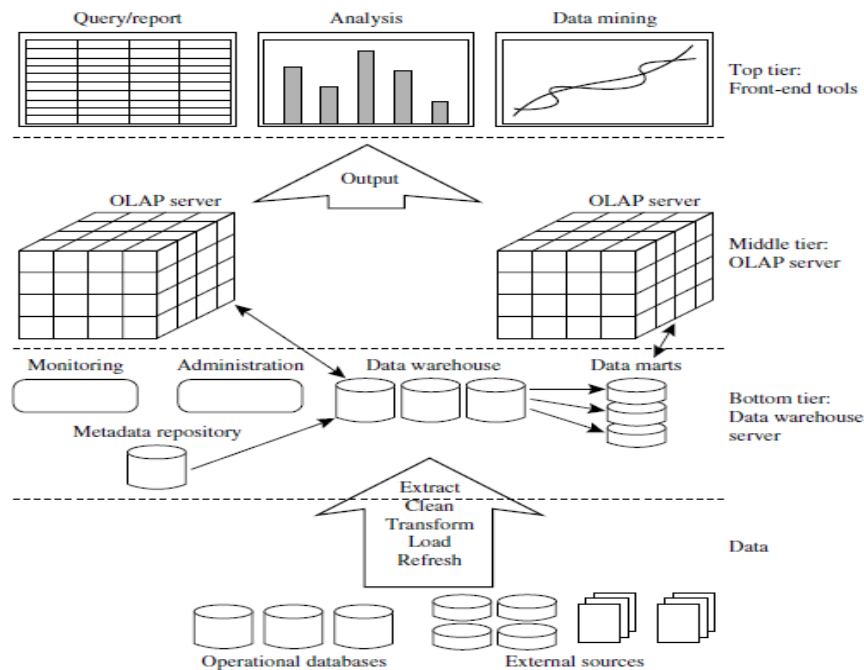 Query/report
Analysis
Data mining
Top tier:
Front-end tools
Output
OLAP server
OLAP server
Middle tier:
OLAP server
Monitoring
Administration
Data warehouse
Data marts
Bottom tier:
Data warehouse
server
Metadata repository
Extract
Clean
Transform
Load
Refresh
Data
Operational databases
External sources